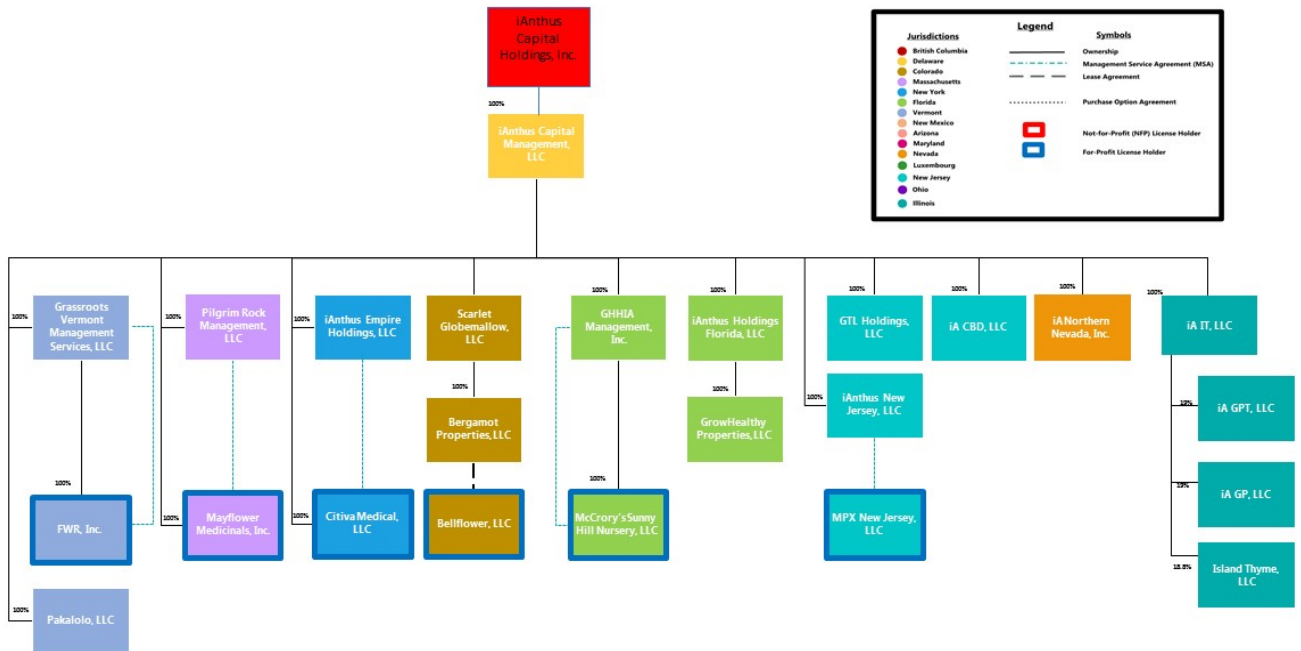 iAnthus
Capital
Holdings, Inc.
100%
iAnthus Capital
Management,
LLC
Legend
Jurisdictions
Symbols
British Columbia
Delaware
Colorado
Massachusetts
New York
Florida
Vermont
New Mexico
Arizona
Maryland
Nevada
Luxembourg
New Jersey
Ohio
Illinois
Ownership
Management Service Agreement (MSA)
Lease Agreement
Purchase Option Agreement
Not-for-Profit (NFP) License Holder
For-Profit License Holder
100%
Grassroots
Vermont
Management
Services, LLC
100%
Pilgrim Rock
Management,
LLC
100%
iAnthus Empire
Holdings, LLC
100%
Scarlet
Globemallow,
LLC
100%
GHHIA
Management,
Inc.
100%
iAnthus Holdings
Florida, LLC
100%
GTL Holdings,
LLC
100%
iA CBD, LLC
100%
iA Northern
Nevada, Inc.
100%
iA IT, LLC
100%
Bergamot
Properties, LLC
100%
GrowHealthy
Properties, LLC
100%
iAnthus New
Jersey, LLC
19%
iA GPT, LLC
100%
FWR, Inc.
100%
Mayflower
Medicinals, Inc.
100%
Citiva Medical,
LLC
Bellflower, LLC
100%
McCrory's Sunny
Hill Nursery, LLC
100%
MPX New Jersey,
LLC
19%
iA GP, LLC
18.8%
Island Thyme,
LLC
100%
Pakalolo, LLC